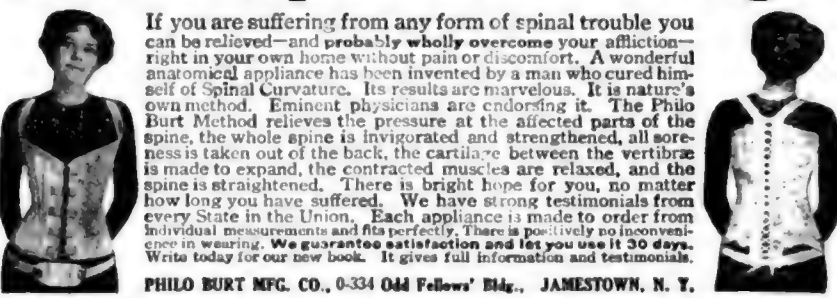 If you are suffering from any form of spinal trouble you
can be relieved—and probably wholly overcome your affliction—
right in your own home without pain or discomfort. A wonderful
anatomical appliance has been invented by a man who cured him-
self of Spinal Curvature. Its results are marvelous. It is nature's
own method. Eminent physicians are endorsing it. The Philo
Burt Method relieves the pressure at the affected parts of the
spine, the whole spine is invigorated and strengthened, all sore-
ness is taken out of the back, the cartilage between the vertibræ
is made to expand, the contracted muscles are relaxed, and the
spine is straightened. There is bright hope for you, no matter
how long you have suffered. We have strong testimonials from
every State in the Union. Each appliance is made to order from
individual measurements and fits perfectly. There is positively no inconveni-
ence in wearing. We guarantee satisfaction and let you use it 30 days.
Write today for our new book. It gives full information and testimonials.
PHILO BURT MFG. CO., 0-334 Odd Fellows' Bldg., JAMESTOWN, N. Y.